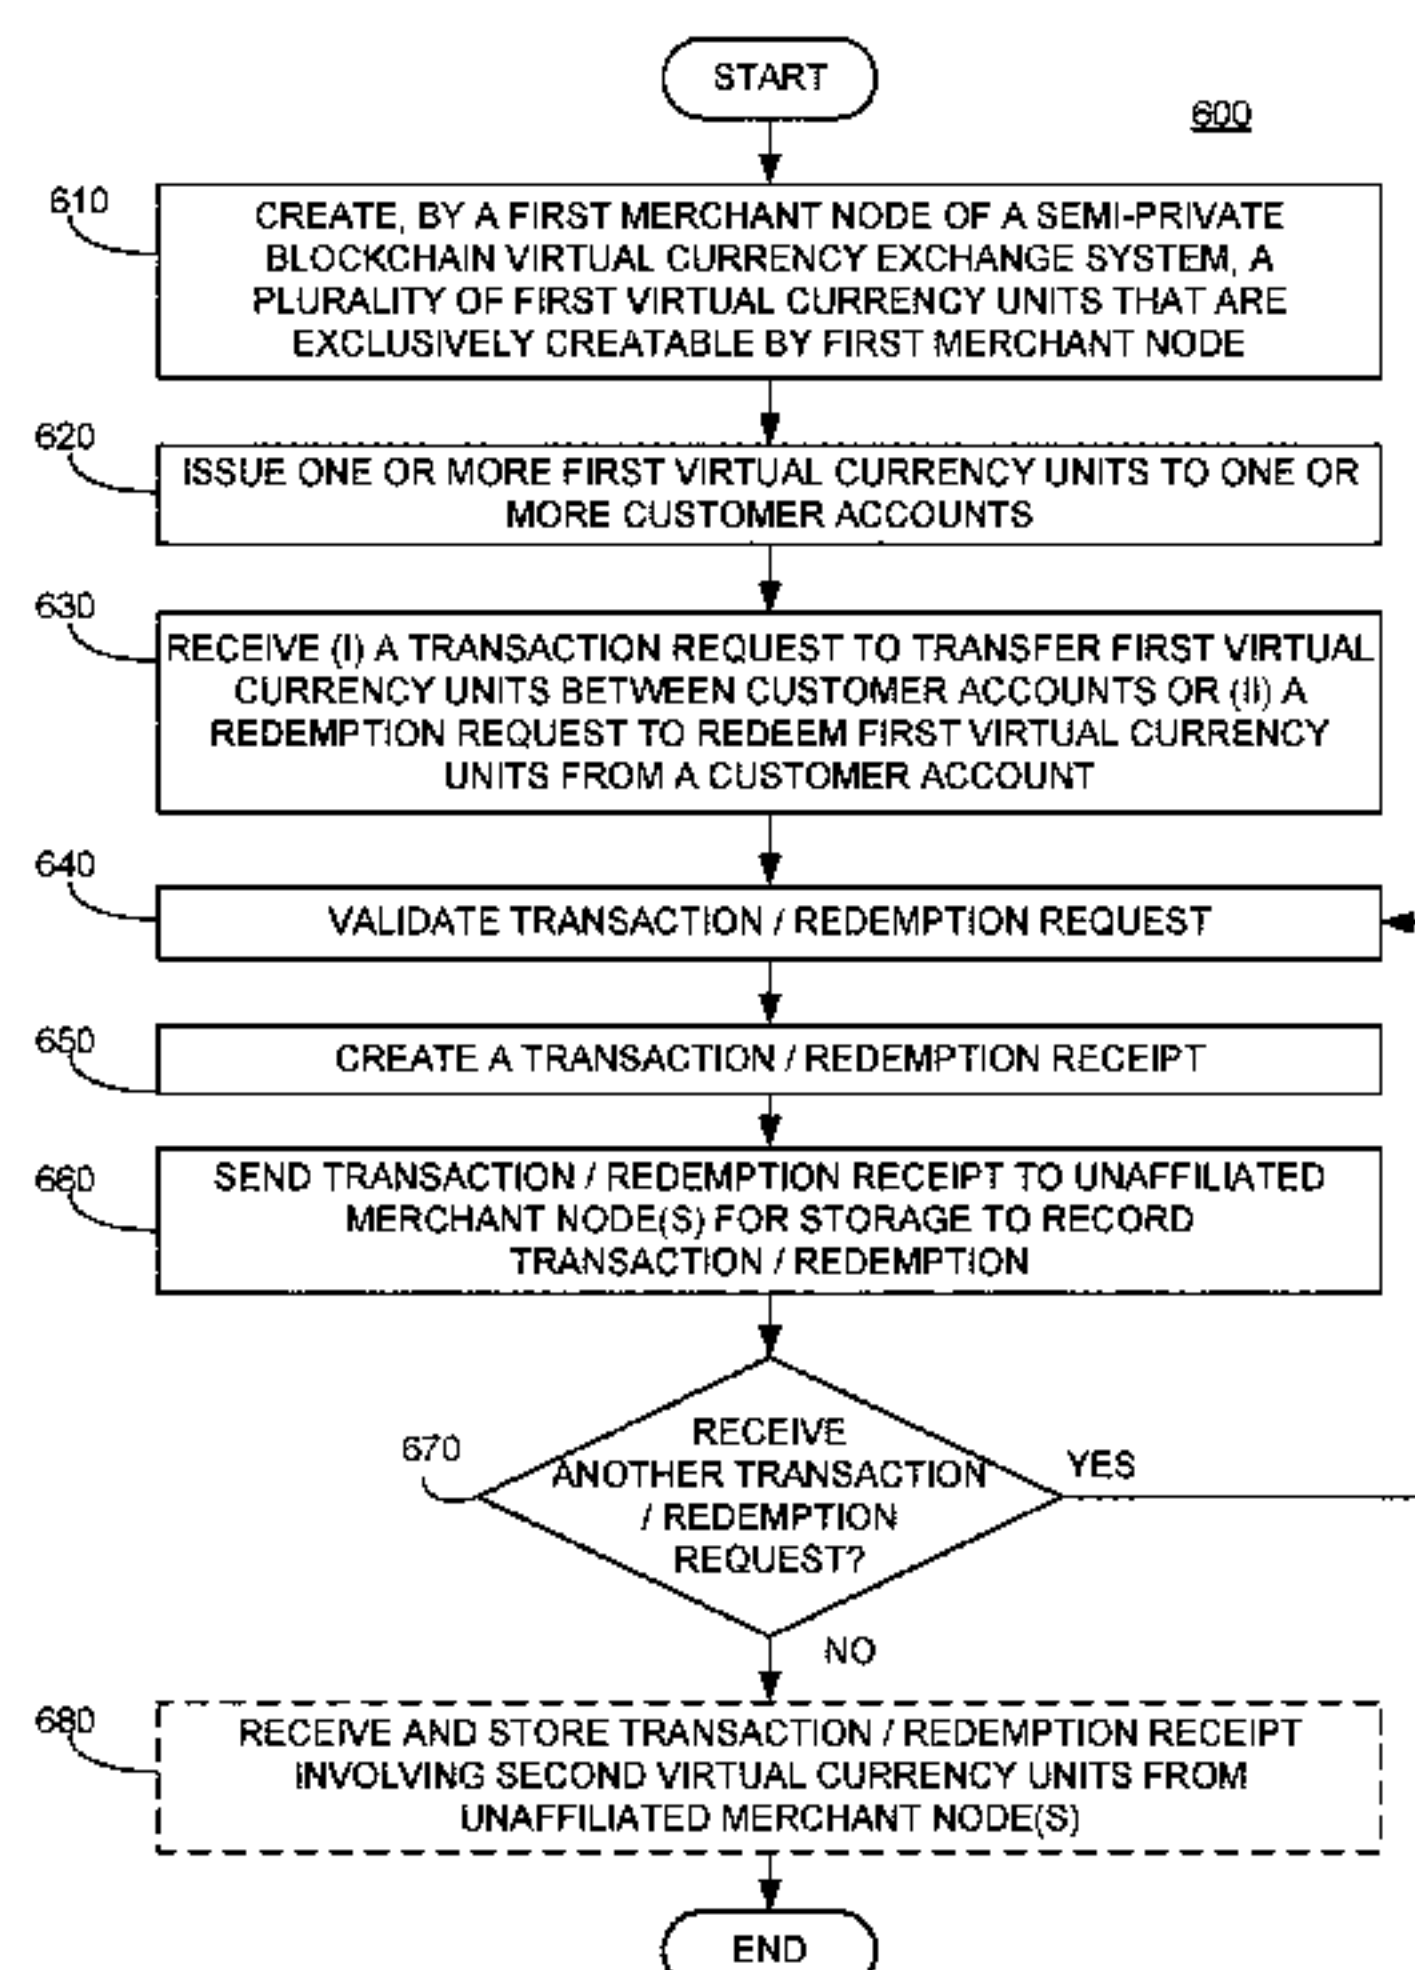 START
600
610
CREATE, BY A FIRST MERCHANT NODE OF A SEMI-PRIVATE
BLOCKCHAIN VIRTUAL CURRENCY EXCHANGE SYSTEM, A
PLURALITY OF FIRST VIRTUAL CURRENCY UNITS THAT ARE
EXCLUSIVELY CREATABLE BY FIRST MERCHANT NODE
620
ISSUE ONE OR MORE FIRST VIRTUAL CURRENCY UNITS TO ONE OR
MORE CUSTOMER ACCOUNTS
630
RECEIVE (I) A TRANSACTION REQUEST TO TRANSFER FIRST VIRTUAL
CURRENCY UNITS BETWEEN CUSTOMER ACCOUNTS OR (II) A
REDEMPTION REQUEST TO REDEEM FIRST VIRTUAL CURRENCY
UNITS FROM A CUSTOMER ACCOUNT
640
VALIDATE TRANSACTION / REDEMPTION REQUEST
650
CREATE A TRANSACTION / REDEMPTION RECEIPT
660
SEND TRANSACTION / REDEMPTION RECEIPT TO UNAFFILIATED
MERCHANT NODE(S) FOR STORAGE TO RECORD
TRANSACTION / REDEMPTION
670
RECEIVE
ANOTHER TRANSACTION
/ REDEMPTION
REQUEST?
YES
NO
680
RECEIVE AND STORE TRANSACTION / REDEMPTION RECEIPT
INVOLVING SECOND VIRTUAL CURRENCY UNITS FROM
UNAFFILIATED MERCHANT NODE(S)
END